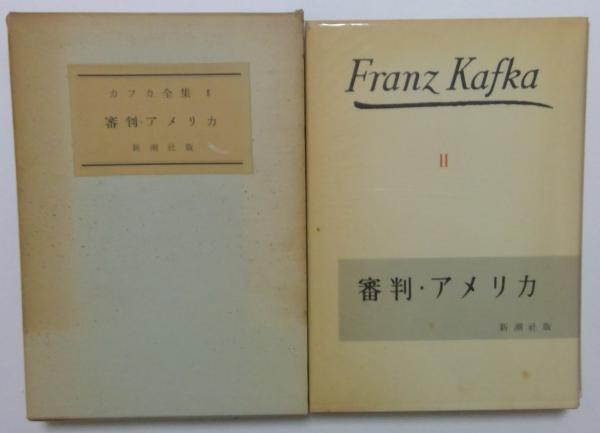 カフカ全集 Ⅱ
審判・アメリカ
新潮社版
Franz Kafka
II
審判・アメリカ
新潮社版